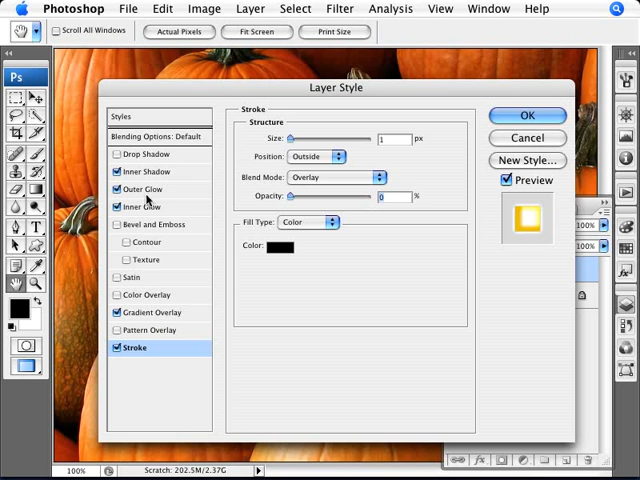 Photoshop File Edit Image Layer Select Filter Analysis View Window Help
Scroll All Windows Actual Pixels Fit Screen Print Size
Ps
Layer Style
Styles
Blending Options: Default
Drop Shadow
Inner Shadow
Outer Glow
Inner Glow
Bevel and Emboss
Contour
Texture
Satin
Color Overlay
Gradient Overlay
Pattern Overlay
Stroke
Stroke
Structure
Size: 1 px
Position: Outside
Blend Mode: Overlay
Opacity: 0 %
Fill Type: Color
Color:
OK
Cancel
New Style...
Preview
100%
100%
100% Scratch: 202.5M/2.37G
fx